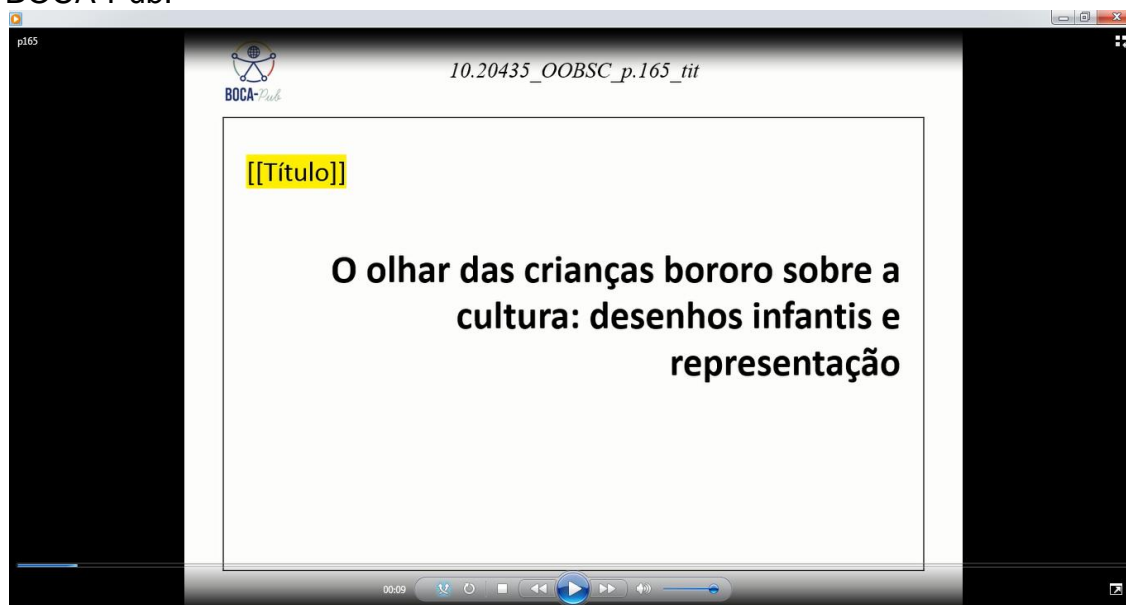 BOCA-Pub.
p165
BOCA-Pub
10.20435_OOBSC_p.165_tit
[[Título]]
O olhar das crianças bororo sobre a
cultura: desenhos infantis e
representação
00:09